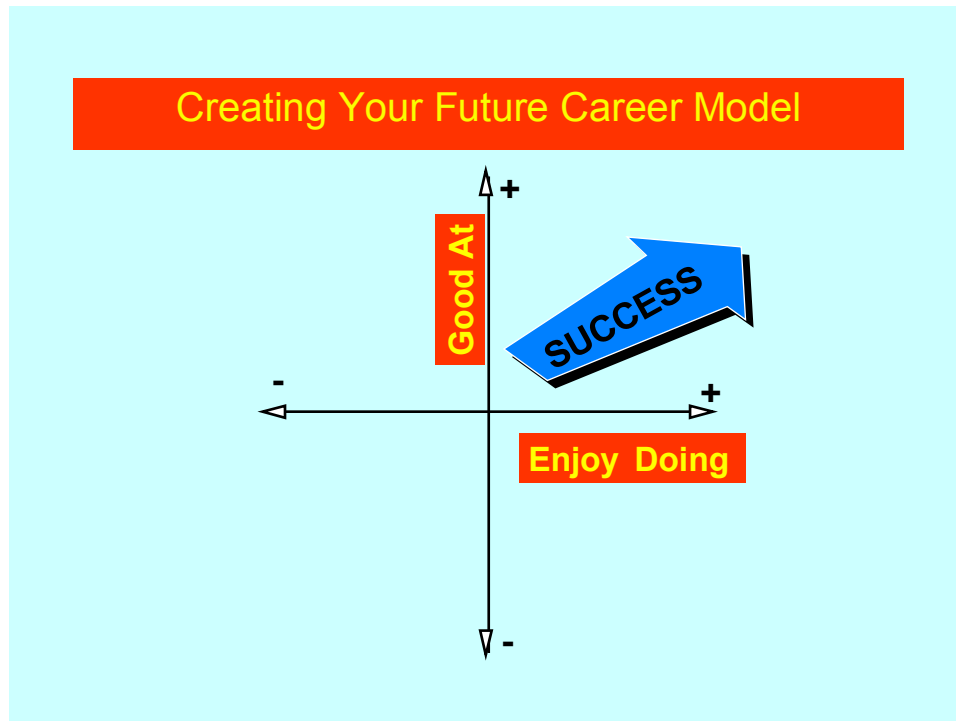 Creating Your Future Career Model
+
Good At
SUCCESS
-
+
Enjoy Doing
-